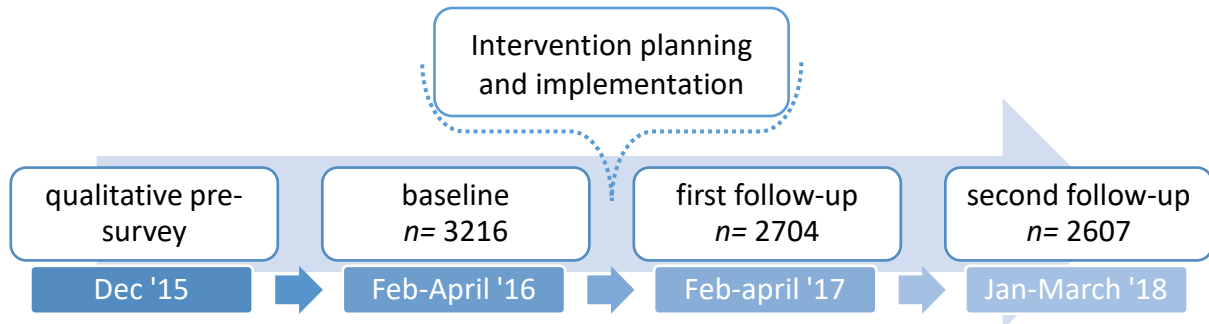 Intervention planning
and implementation
qualitative pre-
survey
baseline
n= 3216
first follow-up
n= 2704
second follow-up
n= 2607
Dec '15
Feb-April '16
Feb-april '17
Jan-March '18